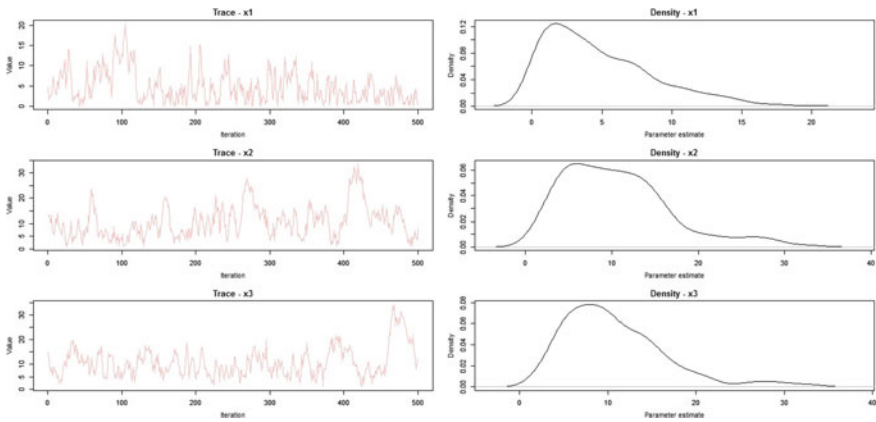 Trace - x1
Value
0 5 10 15 20
0 100 200 300 400 500
Iteration
Density - x1
Density
0.00 0.04 0.08 0.12
0 5 10 15 20
Parameter estimate
Trace - x2
Value
0 5 10 20 30
0 100 200 300 400 500
Iteration
Density - x2
Density
0.00 0.02 0.04 0.06
0 10 20 30 40
Parameter estimate
Trace - x3
Value
0 5 10 20 30
0 100 200 300 400 500
Iteration
Density - x3
Density
0.00 0.02 0.04 0.06 0.08
0 10 20 30 40
Parameter estimate